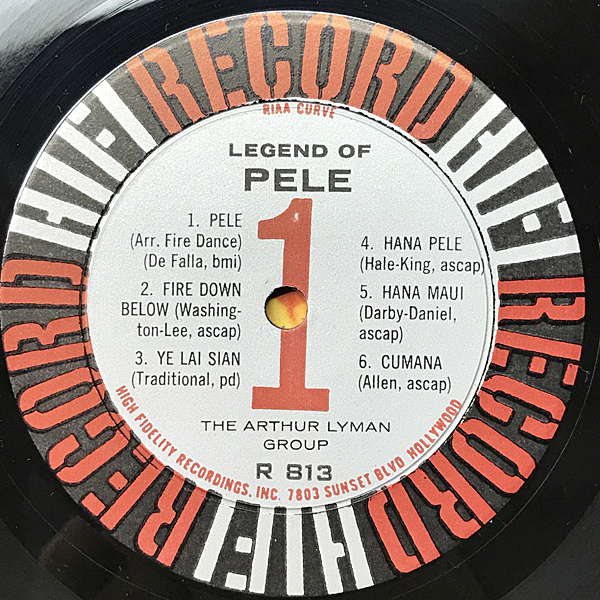 HIFI RECORD HIFI RECORD HIFI RECORD
RIAA CURVE
LEGEND OF
PELE
1
1. PELE
(Arr. Fire Dance)
(De Falla, bmi)
2. FIRE DOWN
BELOW (Washing-
ton-Lee, ascap)
3. YE LAI SIAN
(Traditional, pd)
4. HANA PELE
(Hale-King, ascap)
5. HANA MAUI
(Darby-Daniel,
ascap)
6. CUMANA
(Allen, ascap)
THE ARTHUR LYMAN
GROUP
R 813
HIGH FIDELITY RECORDINGS, INC. 7803 SUNSET BLVD HOLLYWOOD